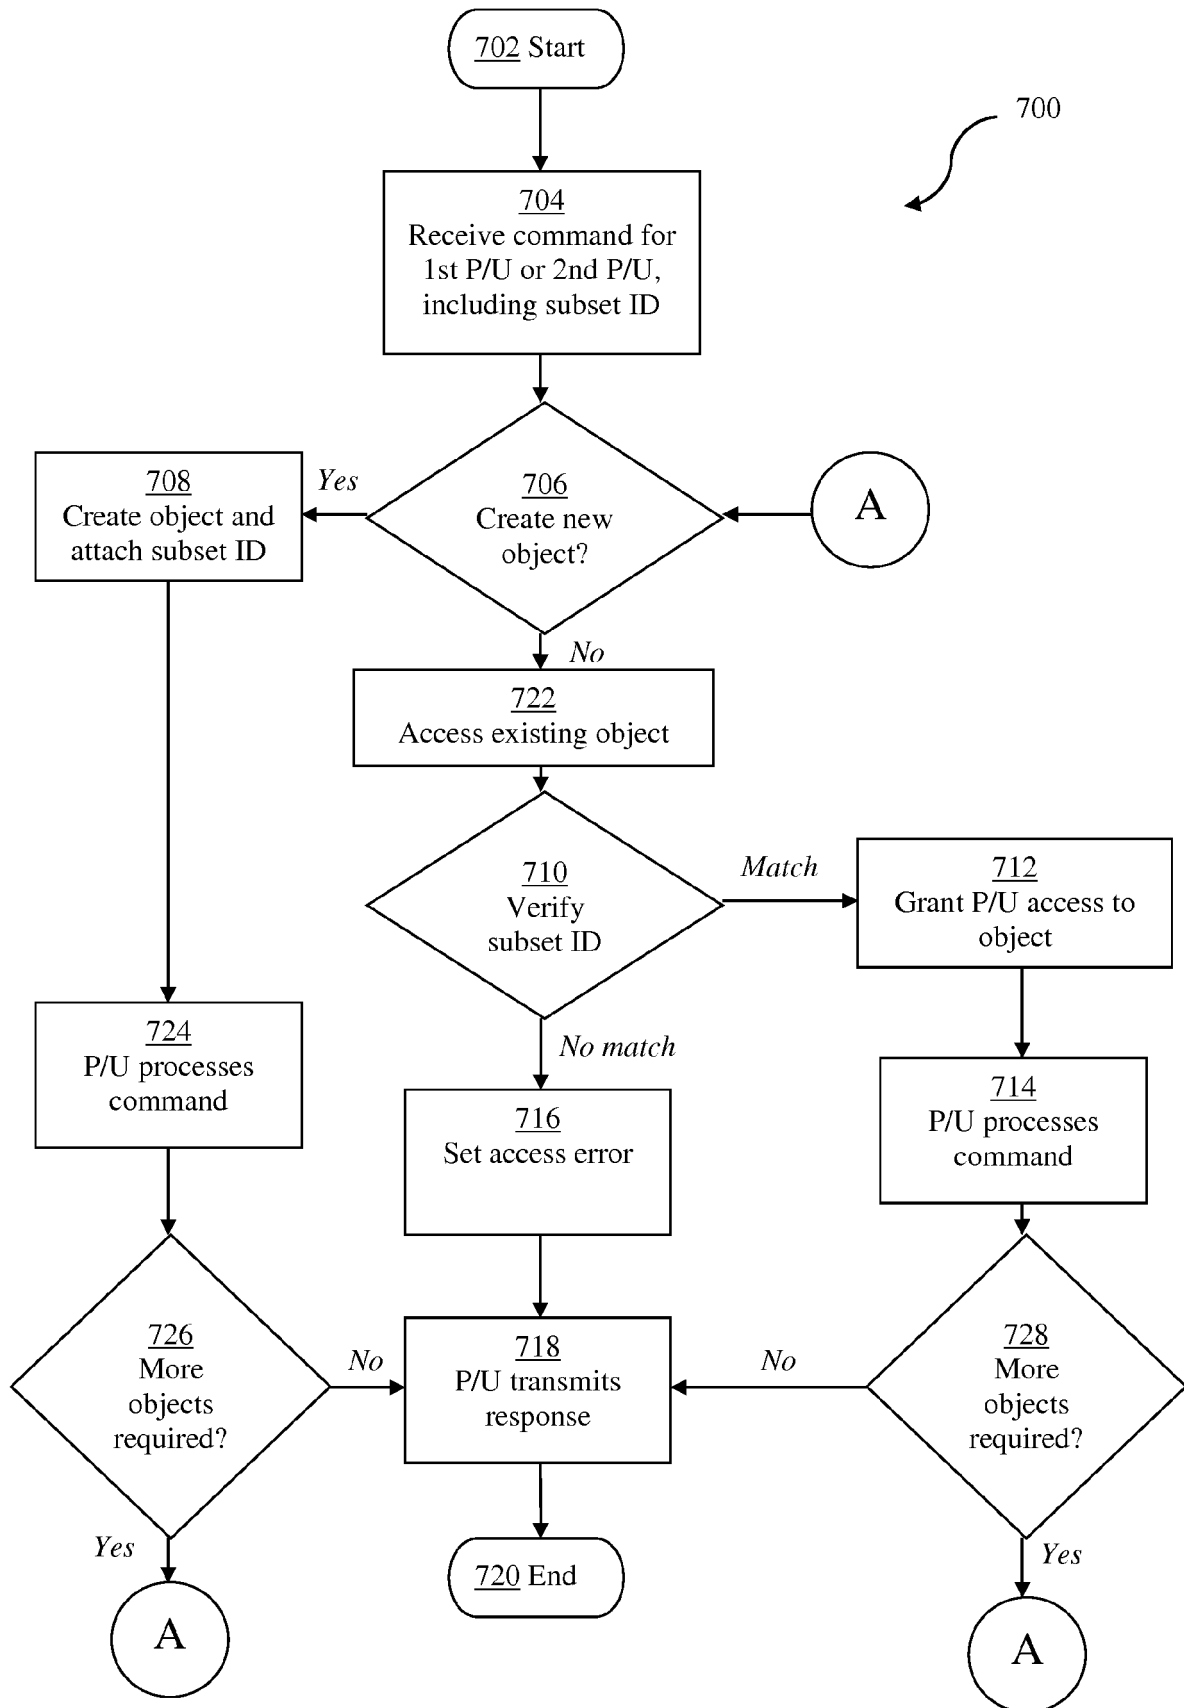 702 Start
700
704
Receive command for
1st P/U or 2nd P/U,
including subset ID
708
Create object and
attach subset ID
Yes
706
Create new
object?
A
No
722
Access existing object
710
Verify
subset ID
Match
712
Grant P/U access to
object
724
P/U processes
command
No match
716
Set access error
714
P/U processes
command
726
More
objects
required?
No
718
P/U transmits
response
No
728
More
objects
required?
Yes
720 End
Yes
A
A